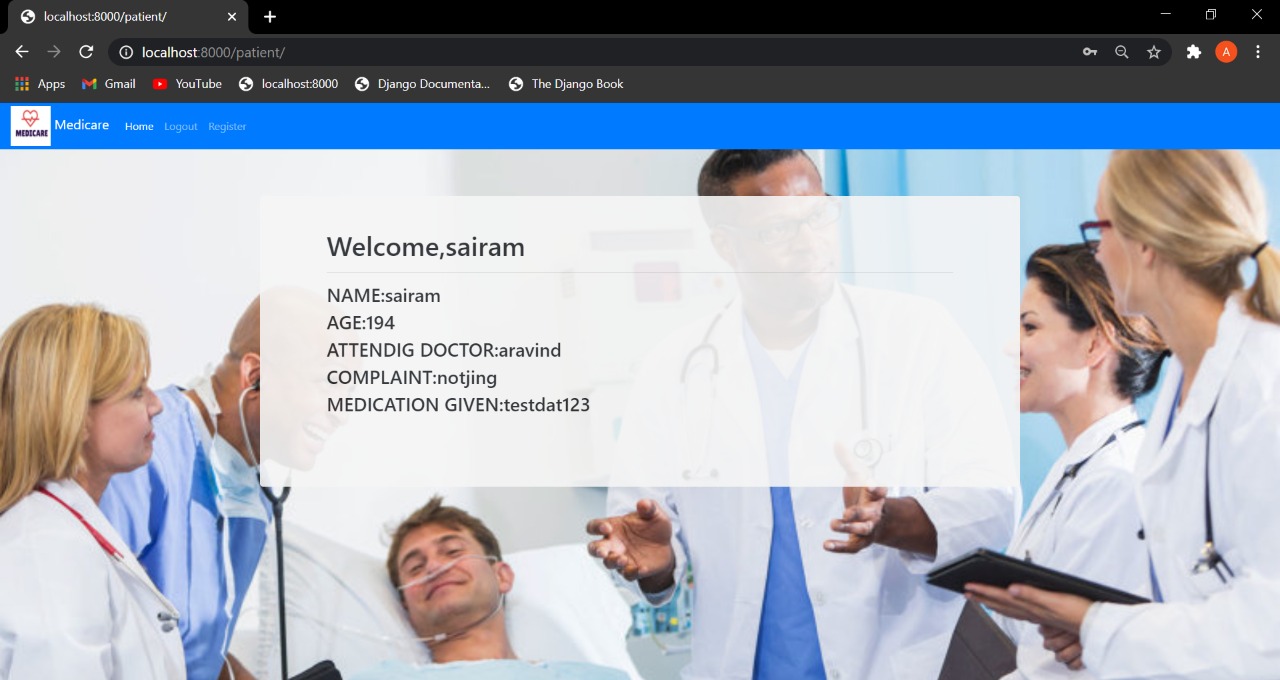 localhost:8000/patient/
localhost:8000/patient/
A
Apps Gmail YouTube localhost:8000 Django Documenta... The Django Book
MEDICARE Medicare Home Logout Register
Welcome,sairam
NAME:sairam
AGE:194
ATTENDIG DOCTOR:aravind
COMPLAINT:notjing
MEDICATION GIVEN:testdat123